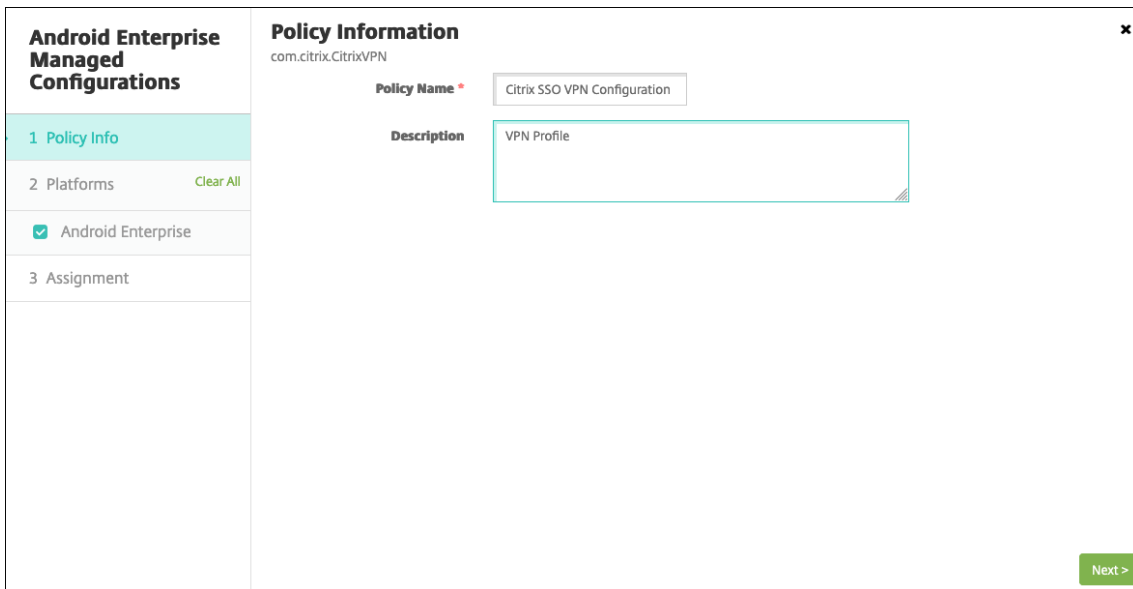 Android Enterprise
Managed
Configurations
1 Policy Info
2 Platforms
Clear All
Android Enterprise
3 Assignment
Policy Information
com.citrix.CitrixVPN
Policy Name *
Citrix SSO VPN Configuration
Description
VPN Profile
Next >